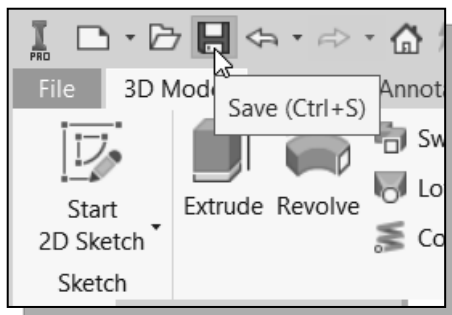 I
PRO
File 3D Mod Annota
Save (Ctrl+S)
Start
2D Sketch
Extrude Revolve
Sw
Lo
Co
Sketch